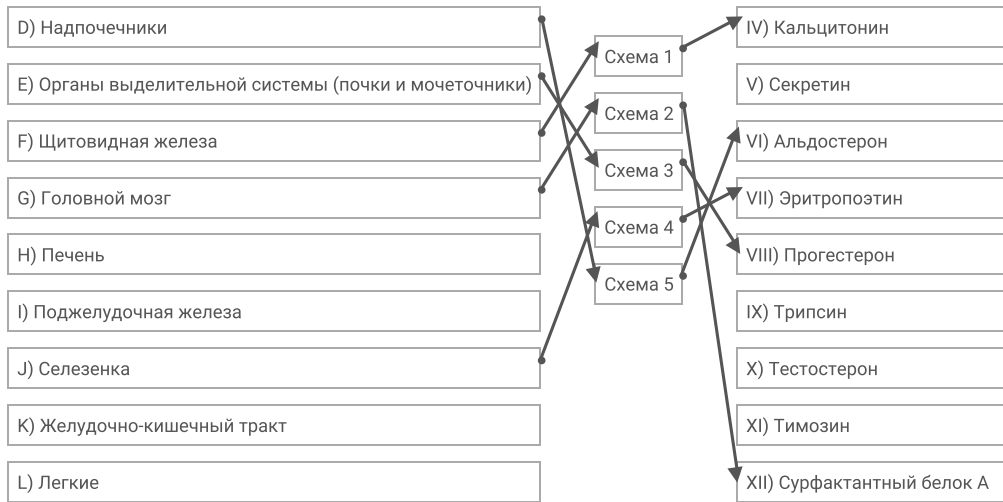 D) Надпочечники
E) Органы выделительной системы (почки и мочеточники)
F) Щитовидная железа
G) Головной мозг
H) Печень
I) Поджелудочная железа
J) Селезенка
K) Желудочно-кишечный тракт
L) Легкие
Схема 1
Схема 2
Схема 3
Схема 4
Схема 5
IV) Кальцитонин
V) Секретин
VI) Альдостерон
VII) Эритропоэтин
VIII) Прогестерон
IX) Трипсин
X) Тестостерон
XI) Тимозин
XII) Сурфактантный белок А